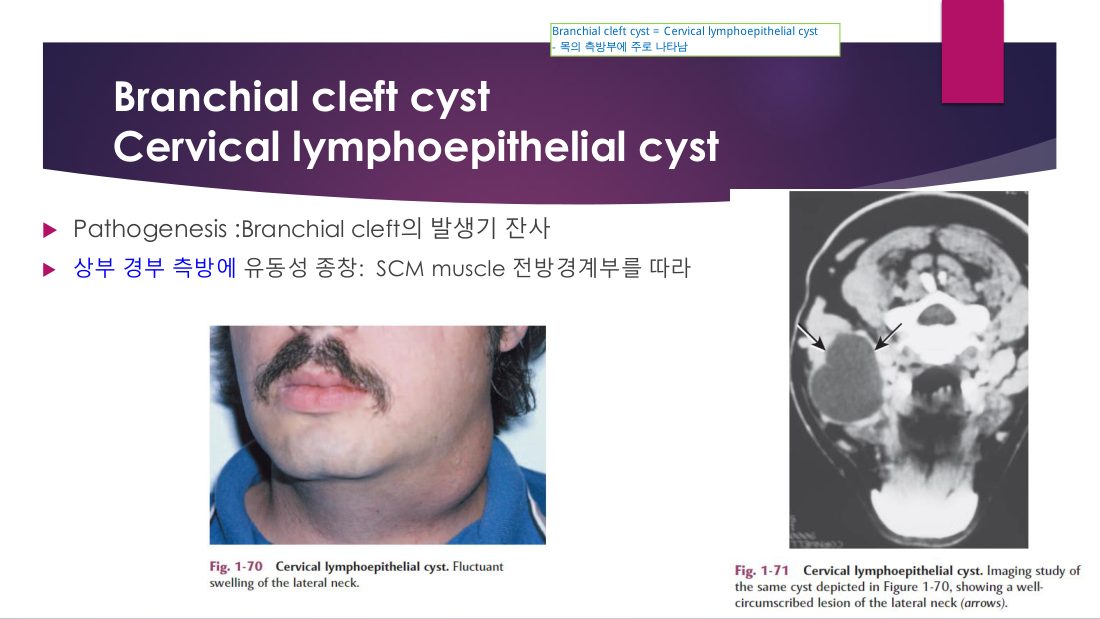 Branchial cleft cyst = Cervical lymphoepithelial cyst
- 목의 측방부에 주로 나타남
Branchial cleft cyst
Cervical lymphoepithelial cyst
Pathogenesis :Branchial cleft의 발생기 잔사
상부 경부 측방에 유동성 종창: SCM muscle 전방경계부를 따라
Fig. 1-70 Cervical lymphoepithelial cyst. Fluctuant
swelling of the lateral neck.
Fig. 1-71 Cervical lymphoepithelial cyst. Imaging study of
the same cyst depicted in Figure 1-70, showing a well-
circumscribed lesion of the lateral neck (arrows).